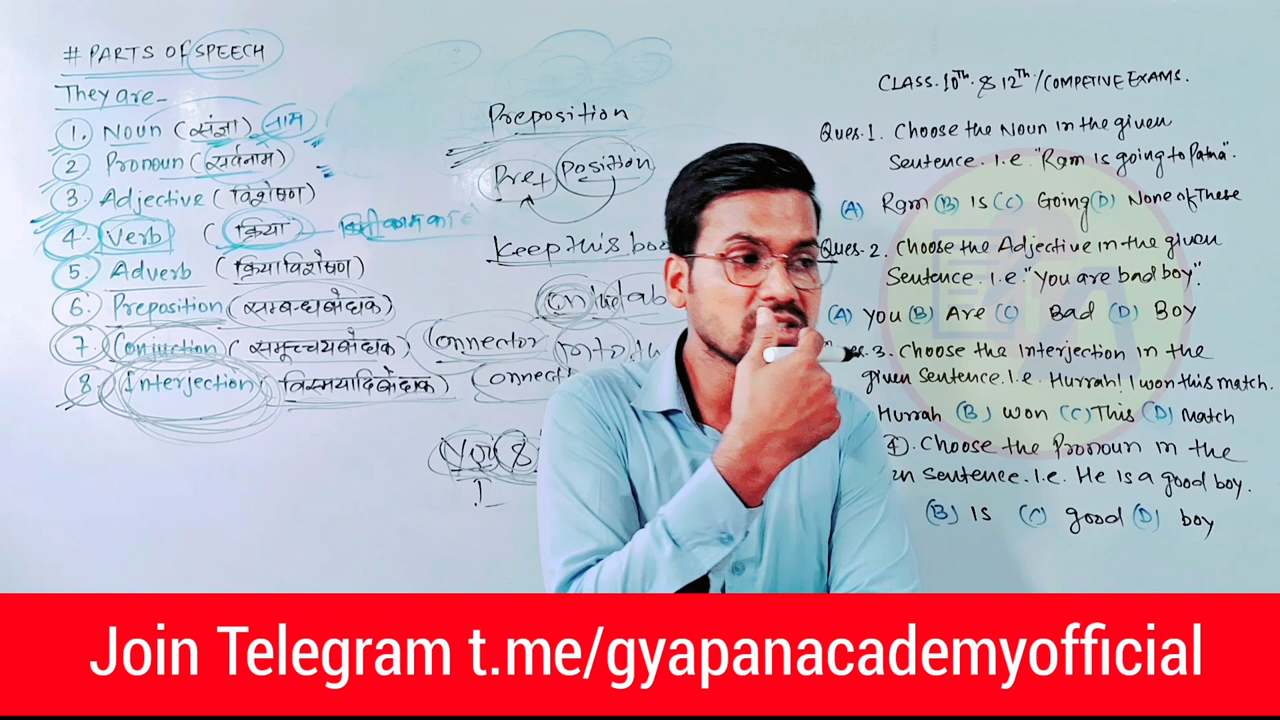 # PARTS OF SPEECH
They are-
1. Noun (संज्ञा) नाम
2 Pronoun (सर्वनाम)
3. Adjective (विशेषण)
4. Verb (क्रिया)
5. Adverb (क्रियाविशेषण)
6. Preposition (सम्बन्धबोधक)
7. Conjuction (समूच्चयबोधक) Connector
8. Interjection (विस्मयादिबोधक) Connect
Preposition
Pre + Position
Keep this boo
on
onto
You &
I
CLASS. 10TH. & 12TH / COMPETIVE EXAMS.
Ques.1. Choose the Noun in the given
Sentence. I.e "Ram is going to Patna".
(A) Ram (B) Is (C) Going (D) None of These
Ques. 2. Choose the Adjective in the given
Sentence. I.e "You are bad boy".
(A) You (B) Are (C) Bad (D) Boy
3. Choose the Interjection in the
given Sentence. I.e. Hurrah! I won this match.
Hurrah (B) Won (C) This (D) Match
4). Choose the Pronoun in the
Sentence. I.e. He is a good boy.
(B) Is (C) good (D) boy
Join Telegram t.me/gyapanacademyofficial